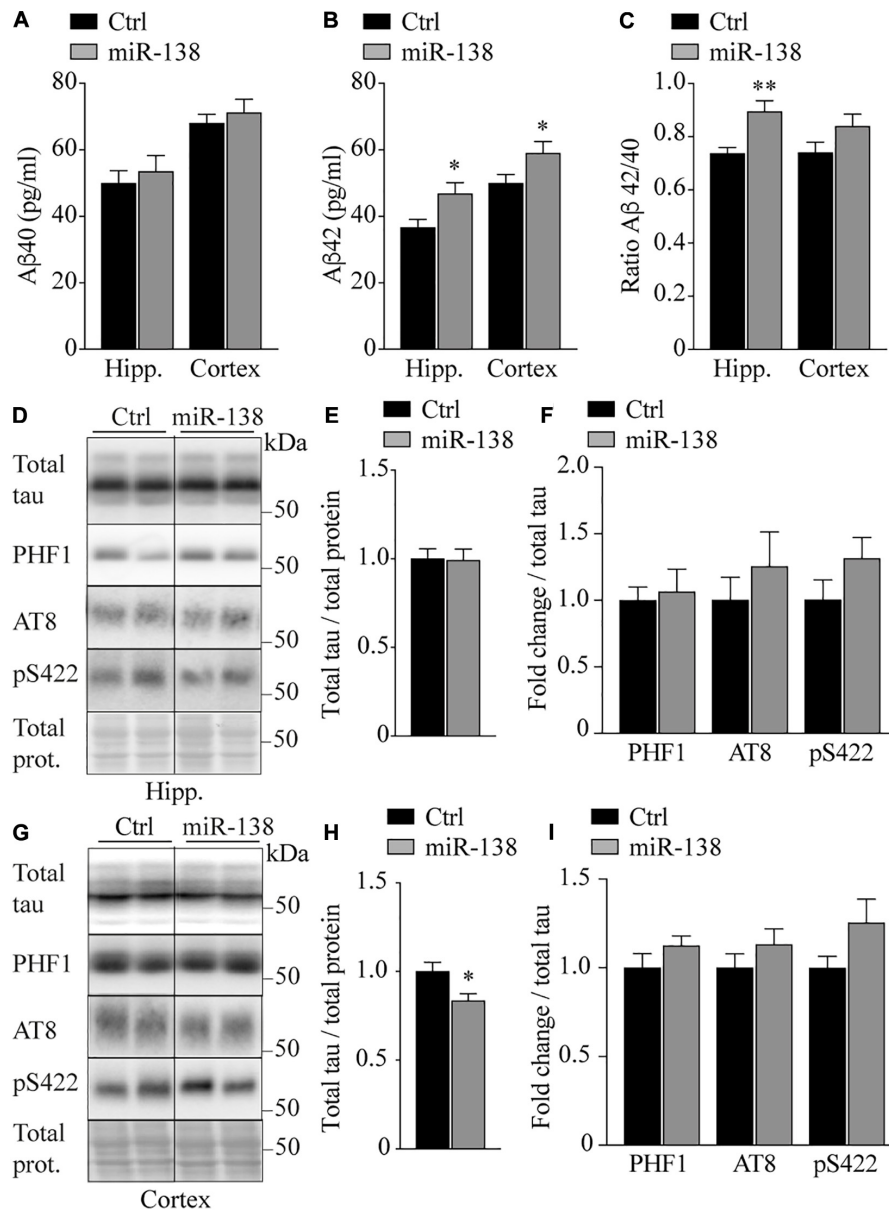 A
Ctrl
miR-138
Aβ40 (pg/ml)
80
60
40
20
0
Hipp. Cortex
B
Ctrl
miR-138
Aβ42 (pg/ml)
80
60
40
20
0
* *
Hipp. Cortex
C
Ctrl
miR-138
Ratio Aβ 42/40
1.0
0.8
0.6
0.4
0.2
0
**
Hipp. Cortex
D
Ctrl miR-138
kDa
Total
tau
50
PHF1
50
AT8
50
pS422
50
Total
prot.
50
Hipp.
E
Ctrl
miR-138
Total tau / total protein
1.5
1.0
0.5
0
F
Ctrl
miR-138
Fold change / total tau
2.0
1.5
1.0
0.5
0
PHF1 AT8 pS422
G
Ctrl miR-138
kDa
Total
tau
50
PHF1
50
AT8
50
pS422
50
Total
prot.
50
Cortex
H
Ctrl
miR-138
Total tau / total protein
1.5
1.0
0.5
0
*
I
Ctrl
miR-138
Fold change / total tau
1.5
1.0
0.5
0
PHF1 AT8 pS422